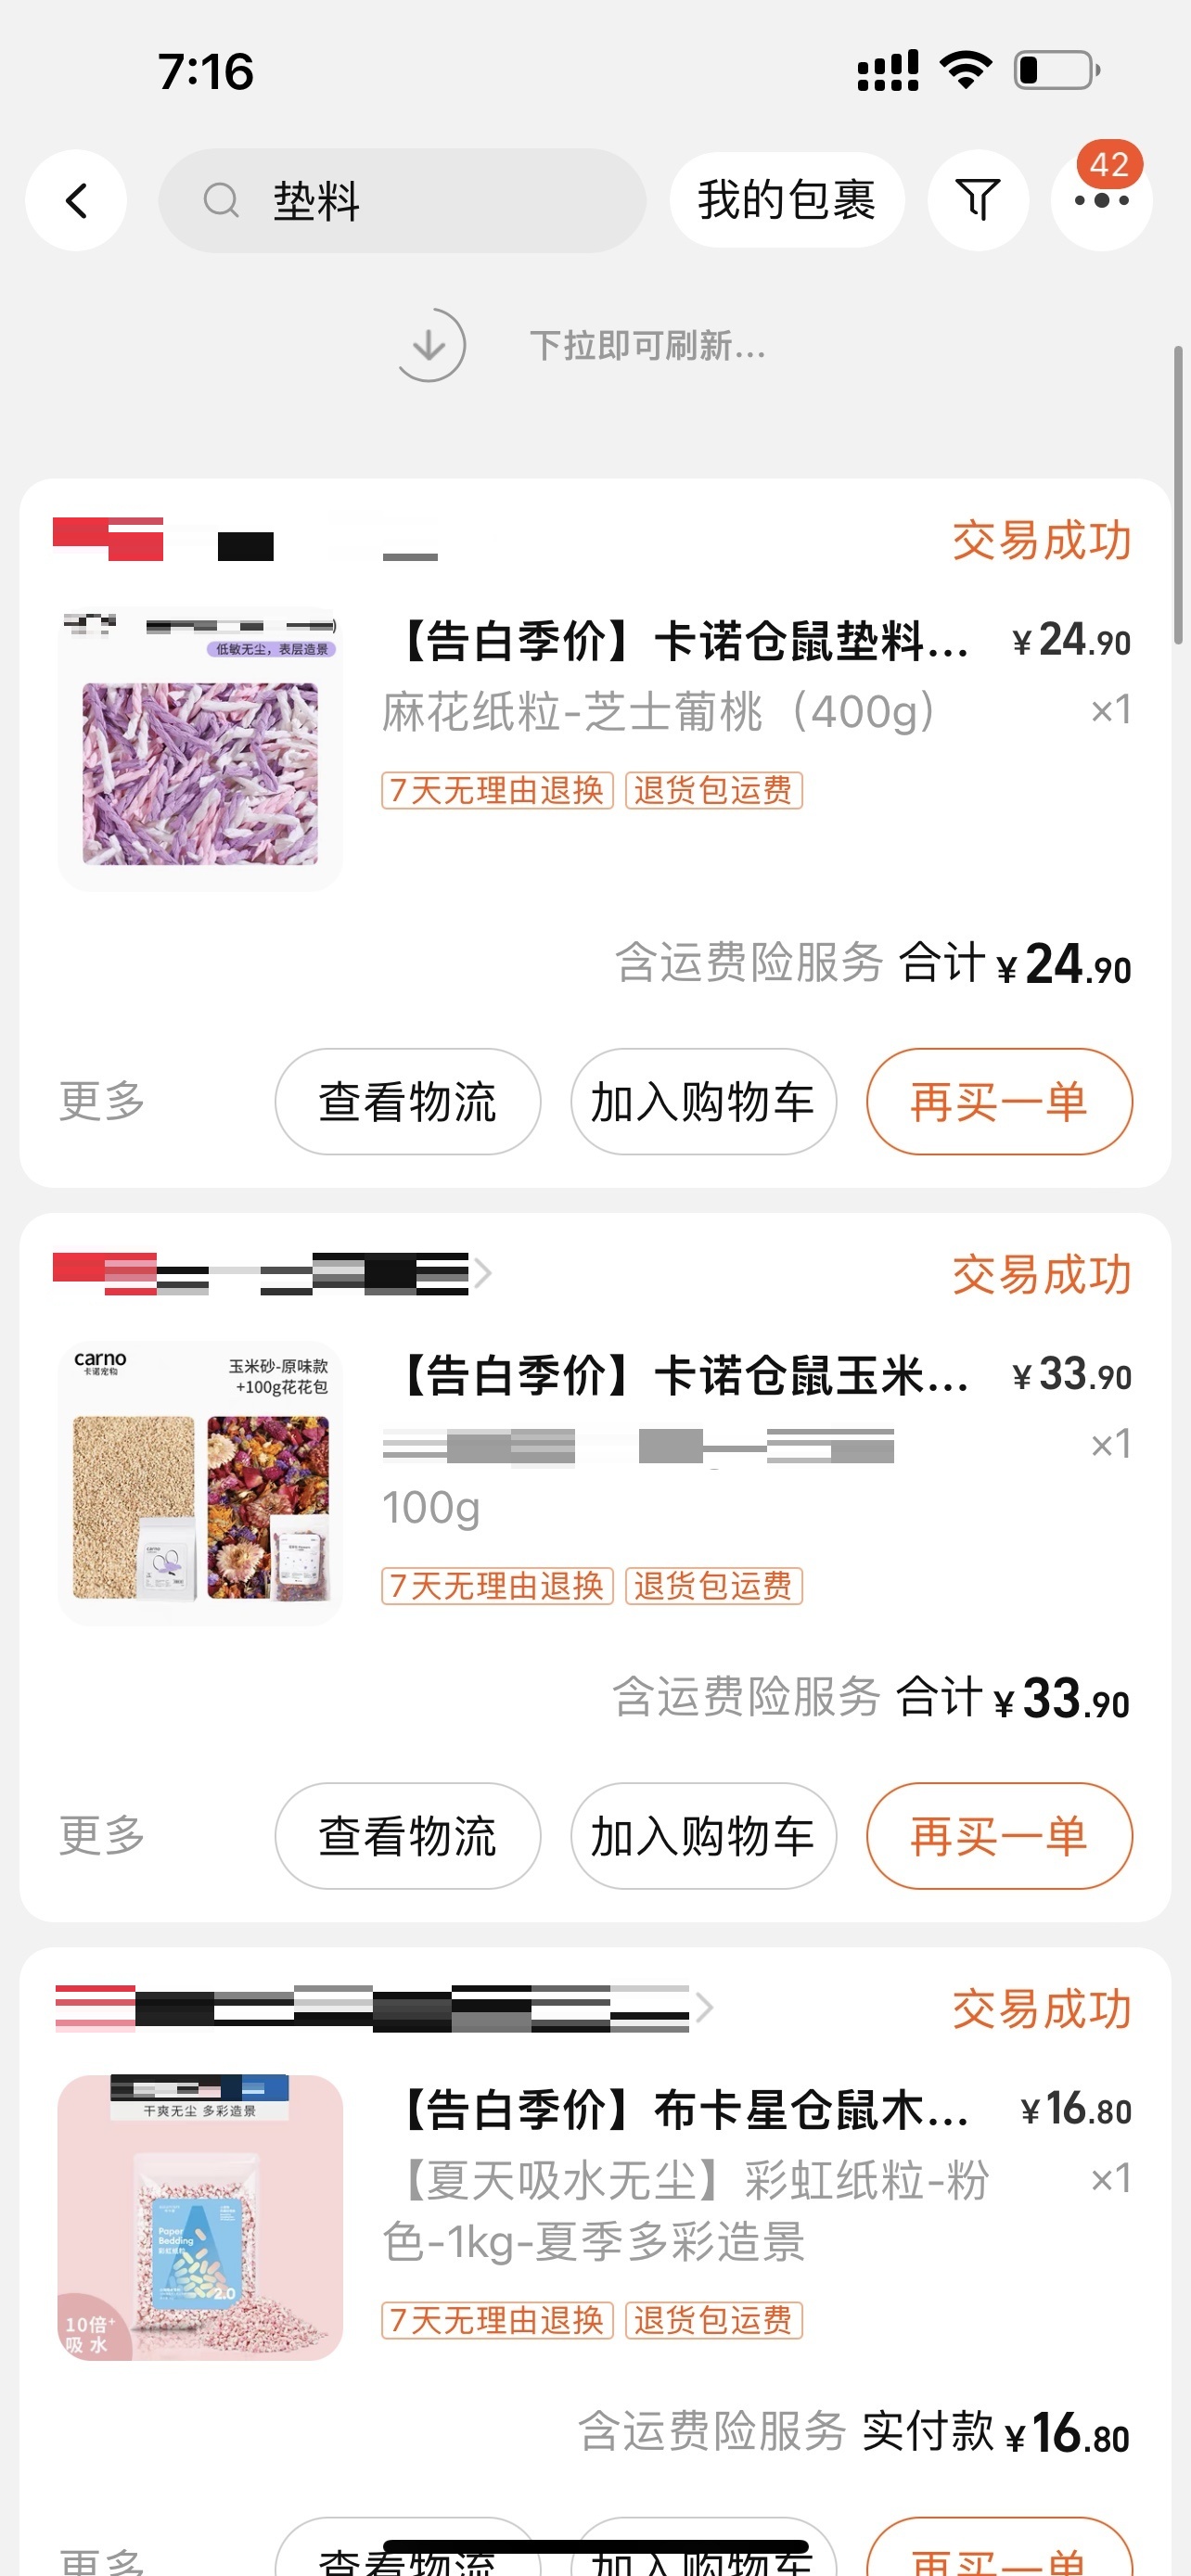 7:16
垫料
我的包裹
42
下拉即可刷新...
交易成功
低敏无尘，表层造景
【告白季价】卡诺仓鼠垫料...
¥24.90
麻花纸粒-芝士葡桃（400g）
×1
7天无理由退换 退货包运费
含运费险服务 合计¥24.90
更多 查看物流 加入购物车 再买一单
交易成功
carno
卡诺宠物
玉米砂-原味款
+100g花花包
【告白季价】卡诺仓鼠玉米...
¥33.90
×1
100g
7天无理由退换 退货包运费
含运费险服务 合计¥33.90
更多 查看物流 加入购物车 再买一单
交易成功
干爽无尘 多彩造景
Paper
Bedding
2.0
10倍+
吸水
【告白季价】布卡星仓鼠木...
¥16.80
【夏天吸水无尘】彩虹纸粒-粉
×1
色-1kg-夏季多彩造景
7天无理由退换 退货包运费
含运费险服务 实付款¥16.80
更多 查看物流 加入购物车 再买一单